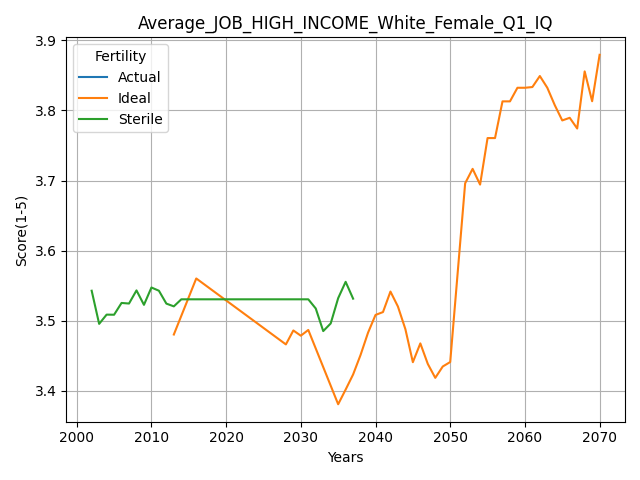 Average_JOB_HIGH_INCOME_White_Female_Q1_IQ
Fertility
Actual
Ideal
Sterile
Score(1-5)
3.9
3.8
3.7
3.6
3.5
3.4
2000 2010 2020 2030 2040 2050 2060 2070
Years